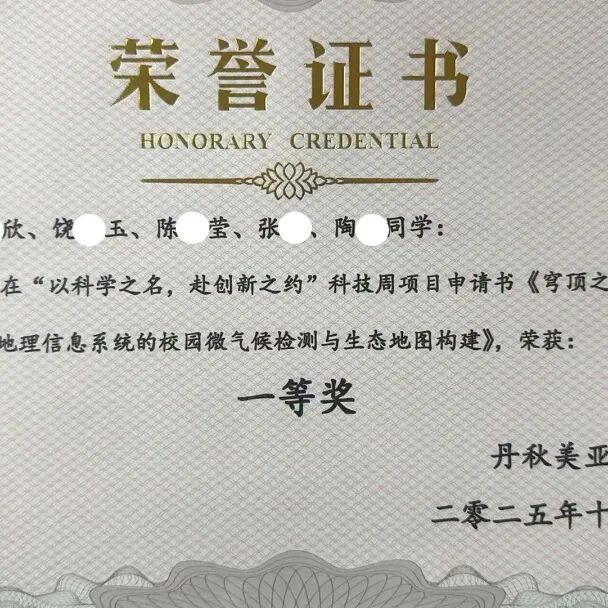 荣誉证书
HONORARY CREDENTIAL
欣、饶玉、陈莹、张、陶同学：
在“以科学之名，赴创新之约”科技周项目申请书《穹顶之
地理信息系统的校园微气候检测与生态地图构建》，荣获：
一等奖
丹秋美亚
二零二五年十